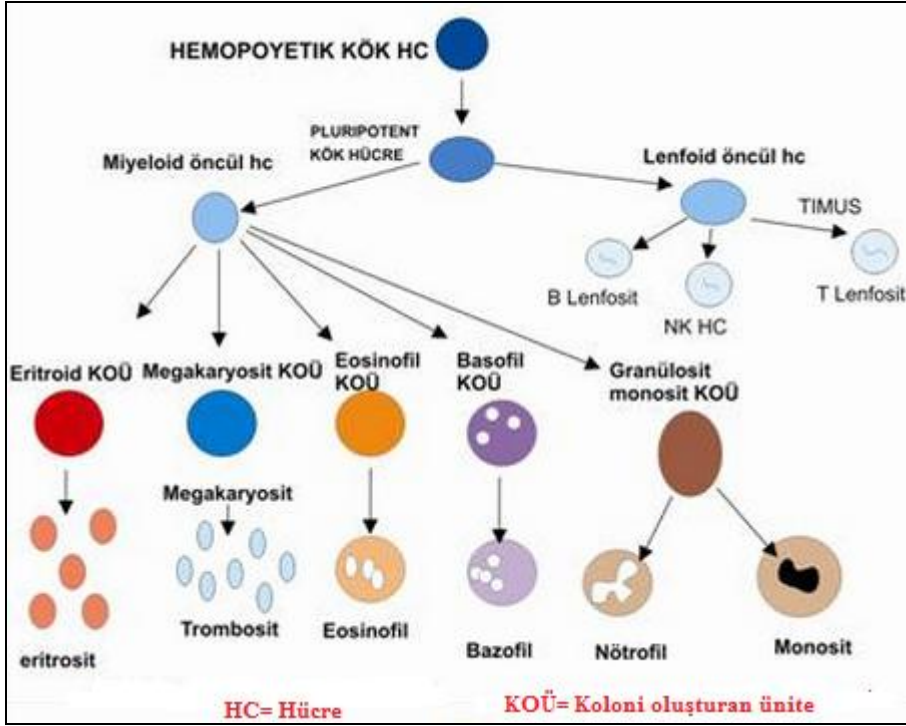 HEMOPOYETIK KÖK HC
PLURIPOTENT
KÖK HÜCRE
Miyeloid öncül hc
Lenfoid öncül hc
TIMUS
B Lenfosit
NK HC
T Lenfosit
Eritroid KOÜ
Megakaryosit KOÜ
Eosinofil
KOÜ
Basofil
KOÜ
Granülosit
monosit KOÜ
Megakaryosit
eritrosit
Trombosit
Eosinofil
Bazofil
Nötrofil
Monosit
HC= Hücre
KOÜ= Koloni oluşturan ünite